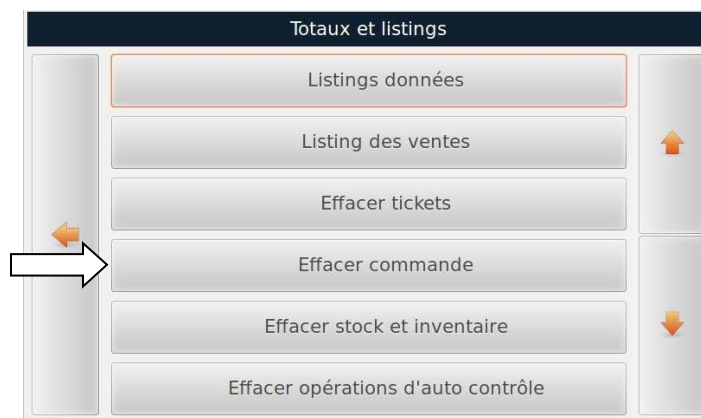 Totaux et listings
Listings données
Listing des ventes
Effacer tickets
Effacer commande
Effacer stock et inventaire
Effacer opérations d'auto contrôle